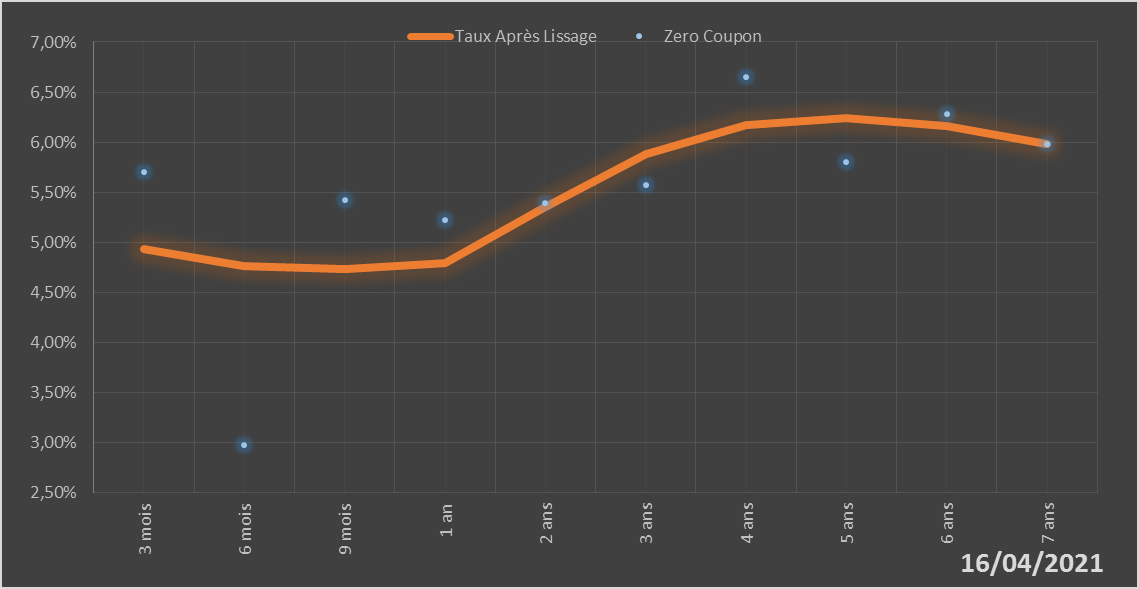 Taux Après Lissage
Zero Coupon
7,00%
6,50%
6,00%
5,50%
5,00%
4,50%
4,00%
3,50%
3,00%
2,50%
3 mois
6 mois
9 mois
1 an
2 ans
3 ans
4 ans
5 ans
6 ans
7 ans
16/04/2021